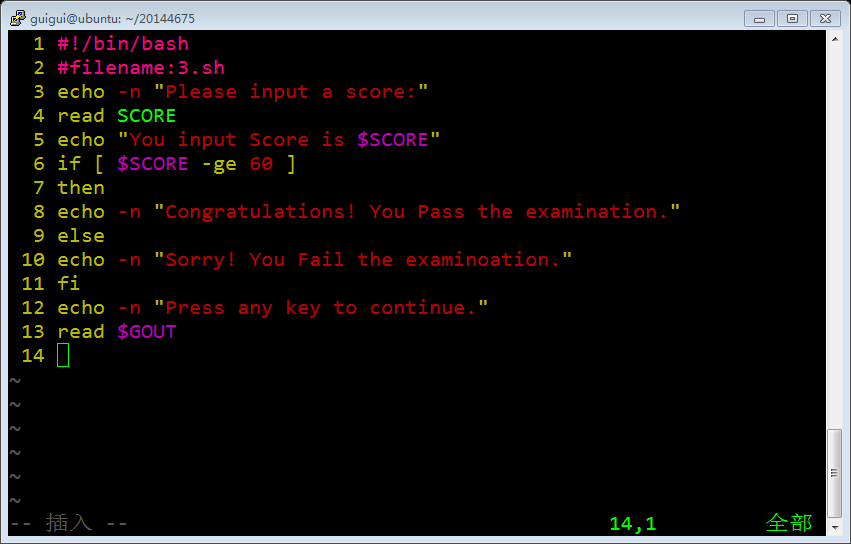 guigui@ubuntu: ~/20144675
1 #!/bin/bash
2 #filename:3.sh
3 echo -n "Please input a score:"
4 read SCORE
5 echo "You input Score is $SCORE"
6 if [ $SCORE -ge 60 ]
7 then
8 echo -n "Congratulations! You Pass the examination."
9 else
10 echo -n "Sorry! You Fail the examinoation."
11 fi
12 echo -n "Press any key to continue."
13 read $GOUT
14
~
~
~
~
~
~
-- 插入 -- 14,1 全部